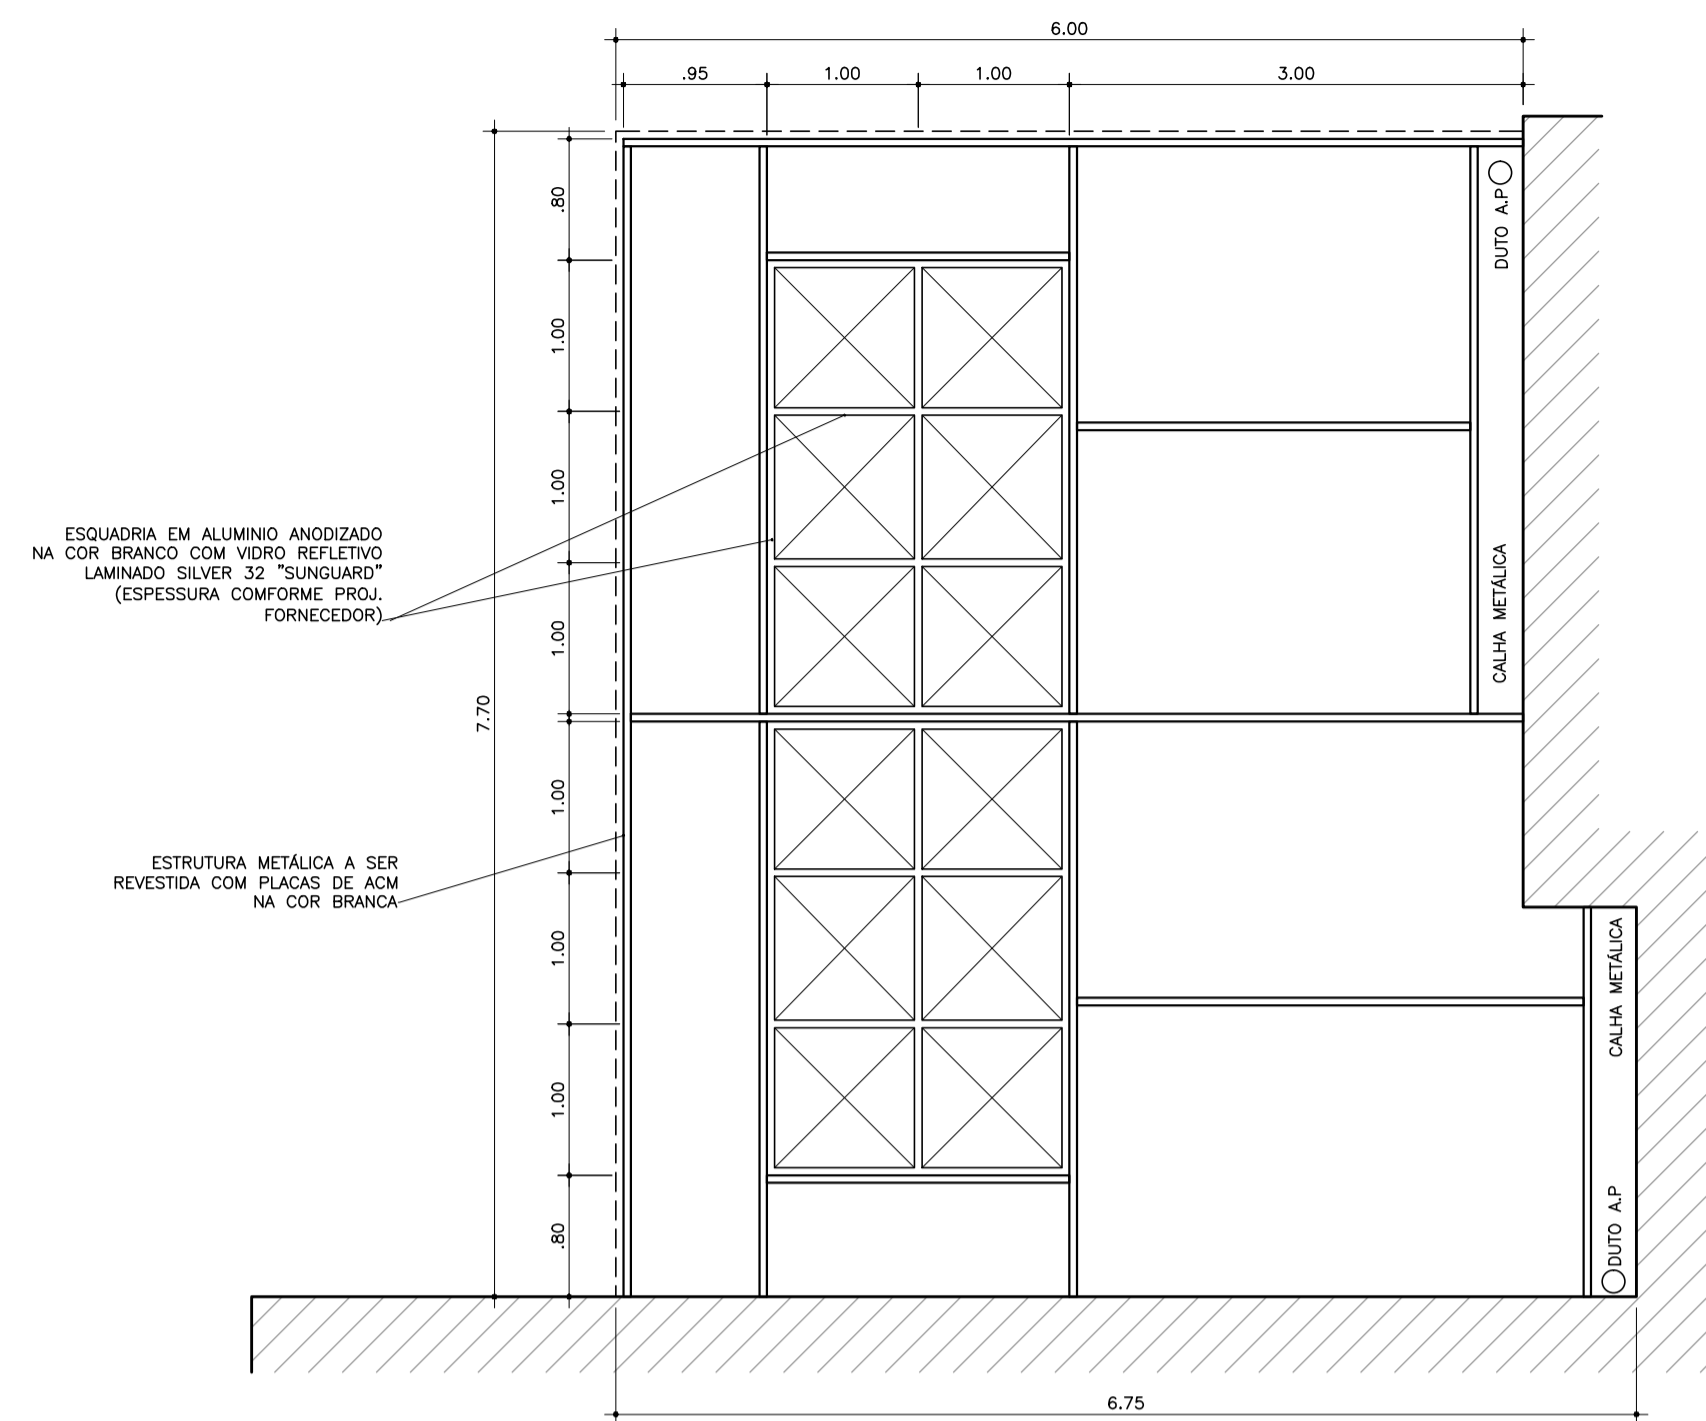 6.00
.95
1.00
1.00
3.00
.80
DUTO A.P
1.00
1.00
ESQUADRIA EM ALUMINIO ANODIZADO
NA COR BRANCO COM VIDRO REFLETIVO
LAMINADO SILVER 32 "SUNGUARD"
(ESPESSURA COMFORME PROJ.
FORNECEDOR)
CALHA METÁLICA
1.00
7.70
1.00
ESTRUTURA METÁLICA A SER
REVESTIDA COM PLACAS DE ACM
NA COR BRANCA
1.00
CALHA METÁLICA
1.00
.80
DUTO A.P
6.75